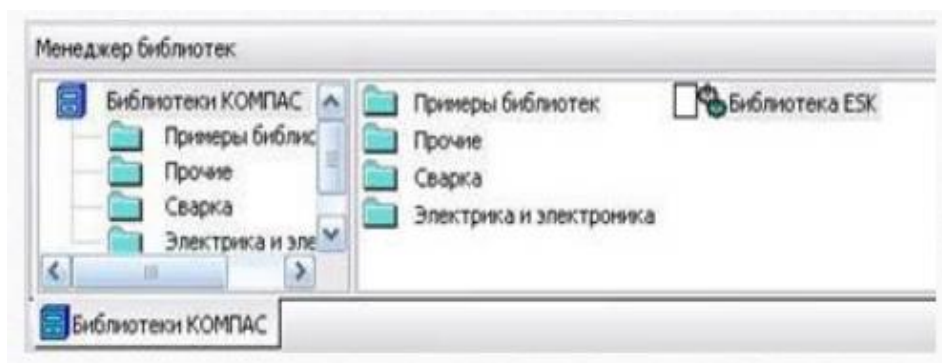 Менеджер библиотек
Библиотеки КОМПАС
Примеры библис
Прочие
Сварка
Электрика и эле
Примеры библиотек
Прочие
Сварка
Электрика и электроника
Библиотека ESK
Библиотеки КОМПАС